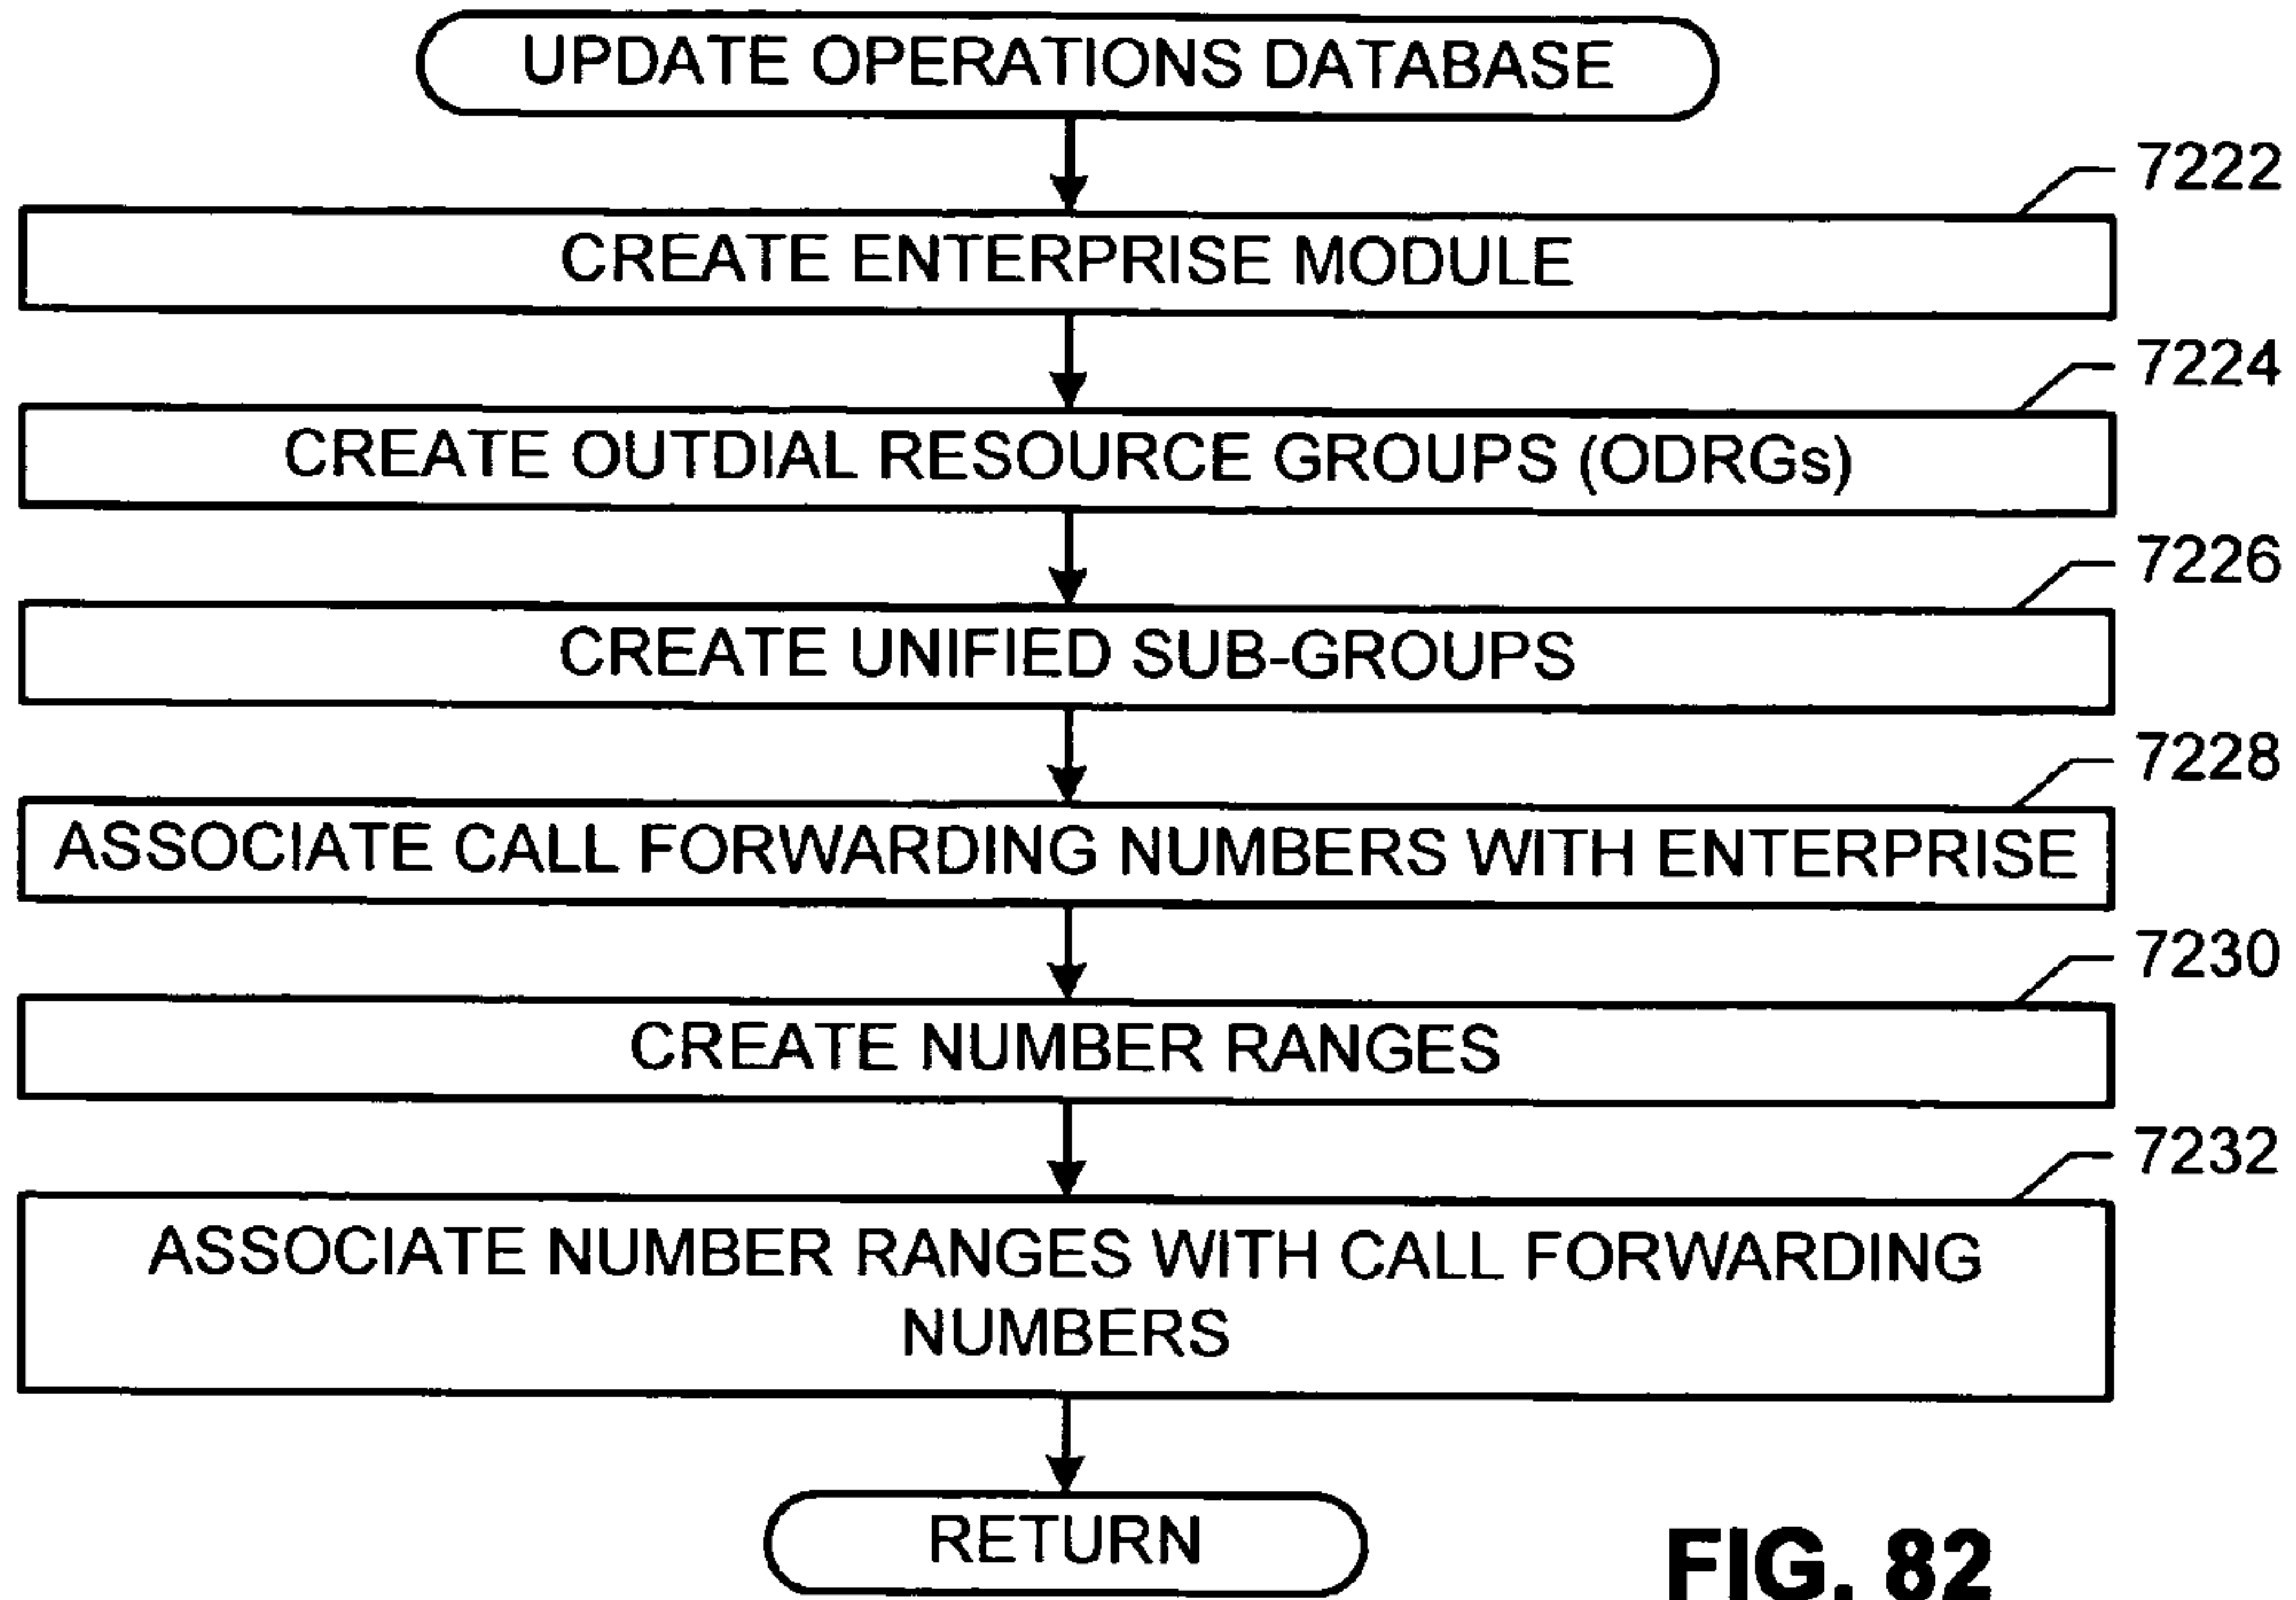 UPDATE OPERATIONS DATABASE
7222
CREATE ENTERPRISE MODULE
7224
CREATE OUTDIAL RESOURCE GROUPS (ODRGs)
7226
CREATE UNIFIED SUB-GROUPS
7228
ASSOCIATE CALL FORWARDING NUMBERS WITH ENTERPRISE
7230
CREATE NUMBER RANGES
7232
ASSOCIATE NUMBER RANGES WITH CALL FORWARDING
NUMBERS
RETURN
FIG. 82